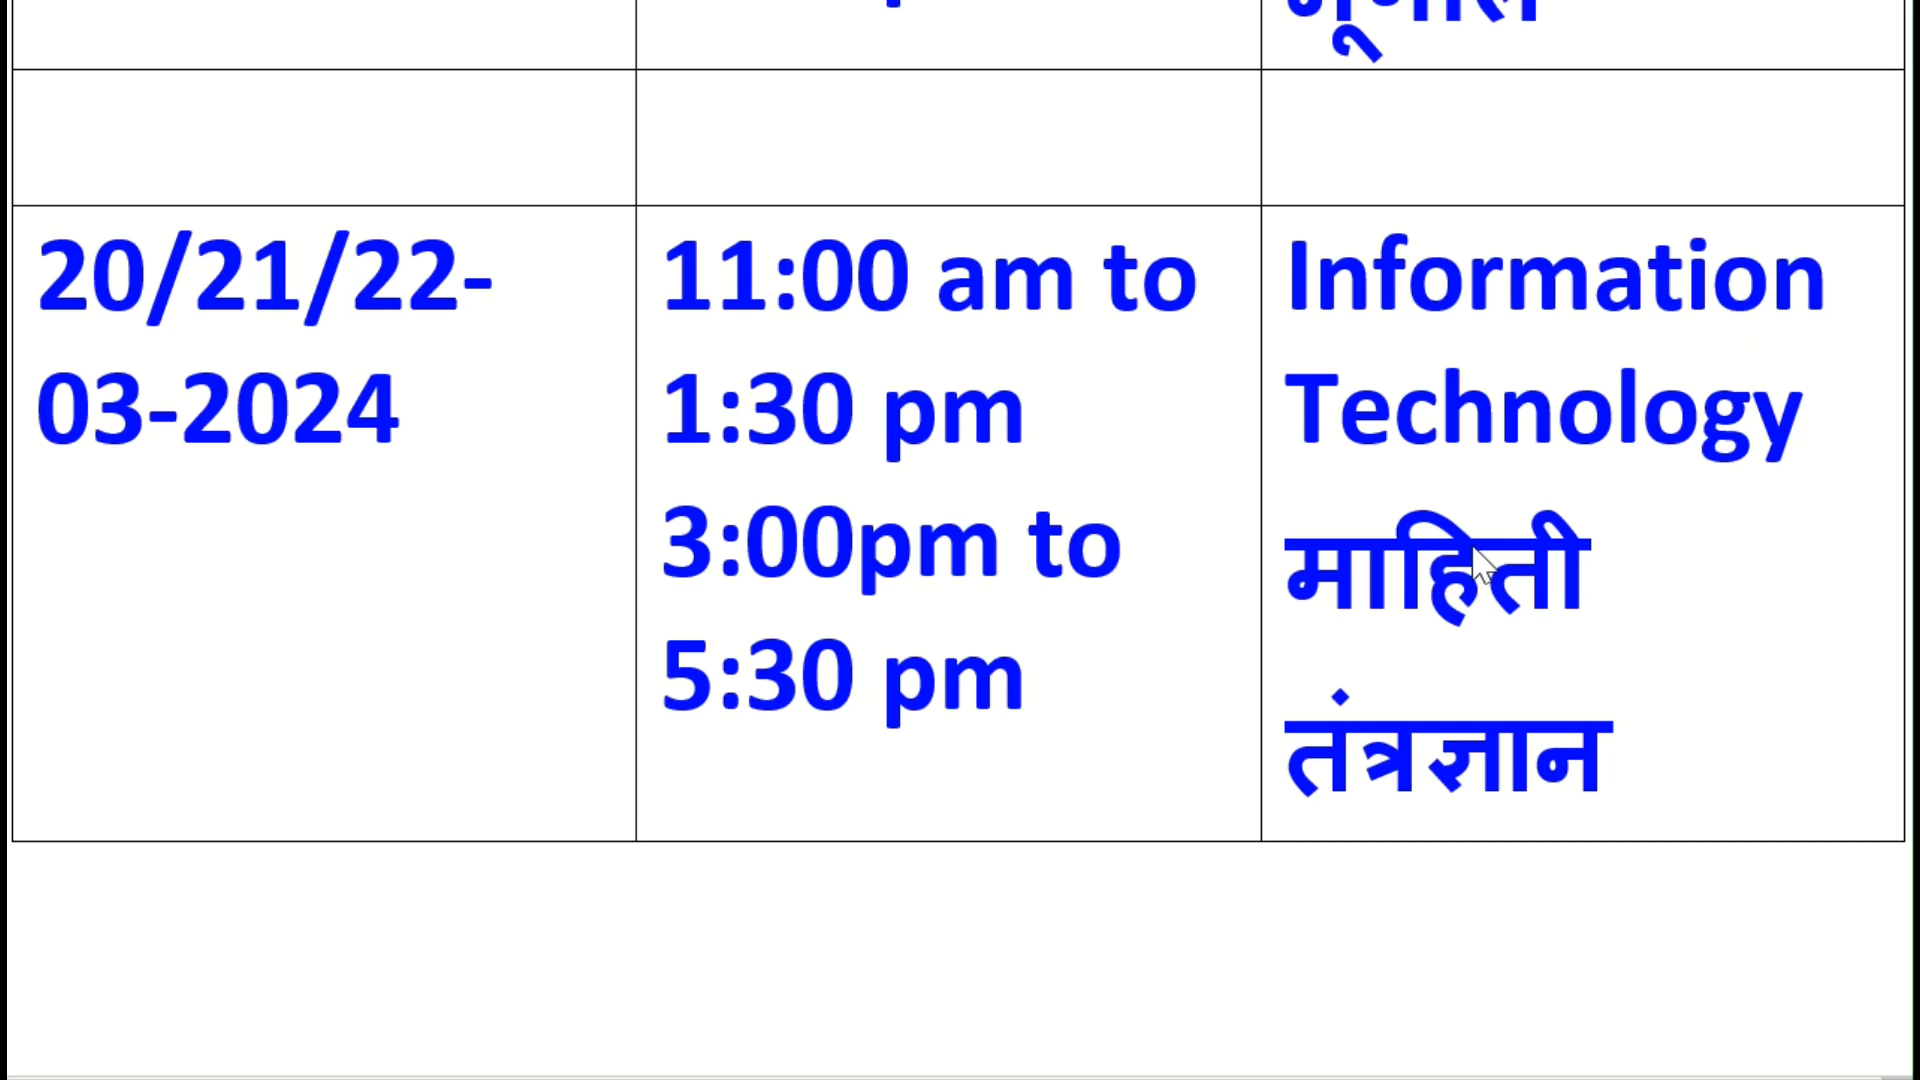 20/21/22-
03-2024
11:00 am to
1:30 pm
3:00pm to
5:30 pm
Information
Technology
माहिती
तंत्रज्ञान